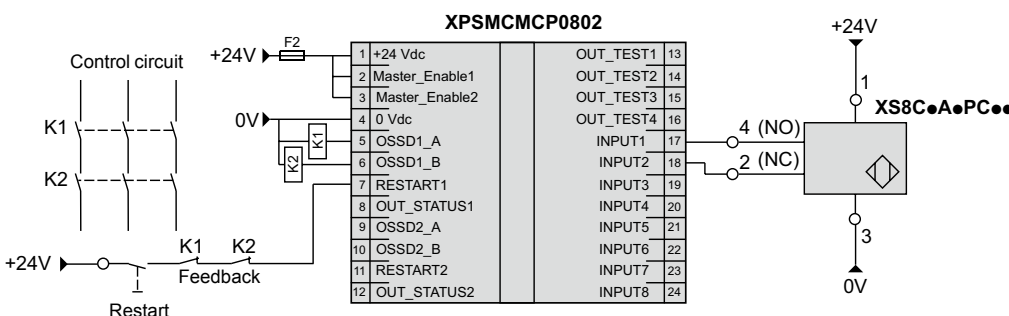 XPSMCMCP0802
+24V
F2
1 +24 Vdc OUT_TEST1 13
2 Master_Enable1 OUT_TEST2 14
3 Master_Enable2 OUT_TEST3 15
4 0 Vdc OUT_TEST4 16
5 OSSD1_A INPUT1 17
6 OSSD1_B INPUT2 18
7 RESTART1 INPUT3 19
8 OUT_STATUS1 INPUT4 20
9 OSSD2_A INPUT5 21
10 OSSD2_B INPUT6 22
11 RESTART2 INPUT7 23
12 OUT_STATUS2 INPUT8 24
Control circuit
K1
K2
0V
K1
K2
+24V
K1 K2
Feedback
Restart
+24V
1
XS8C●A●PC●●
4 (NO)
2 (NC)
3
0V